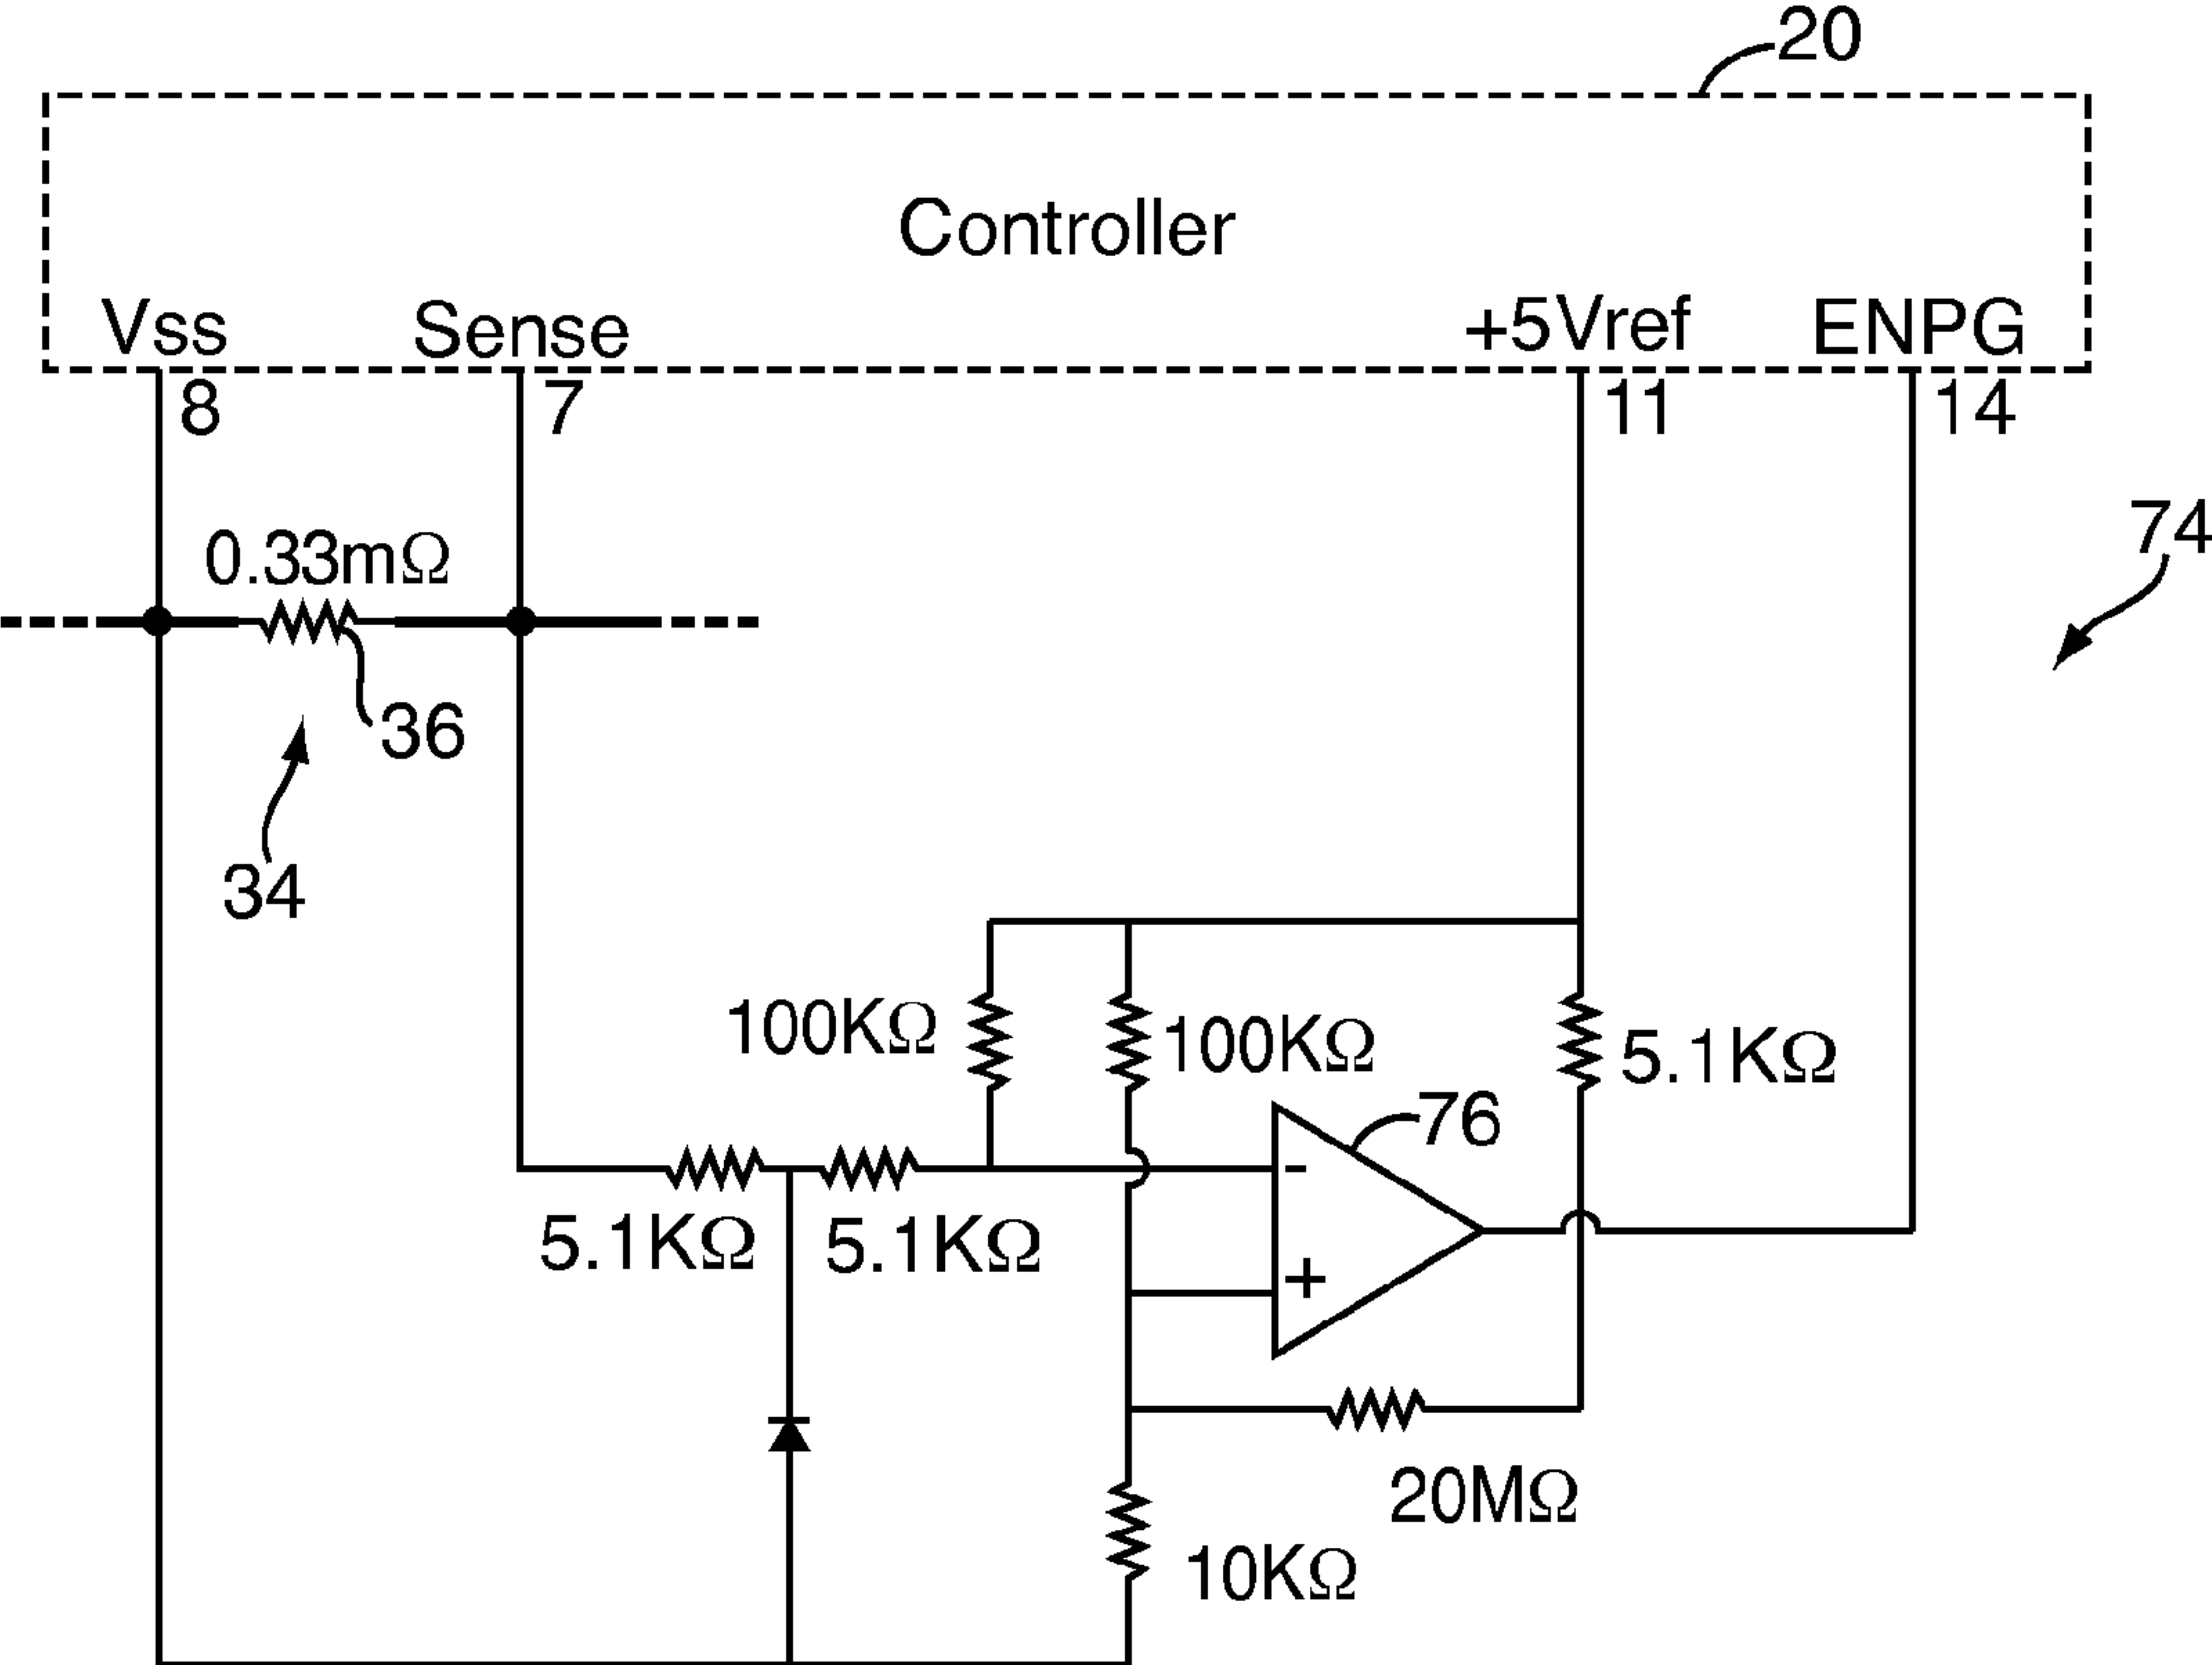 20
Controller
Vss Sense +5Vref ENPG
8 7 11 14
74
0.33mΩ
36
34
100KΩ 100KΩ 5.1KΩ
76
-
5.1KΩ 5.1KΩ
+
20MΩ
10KΩ